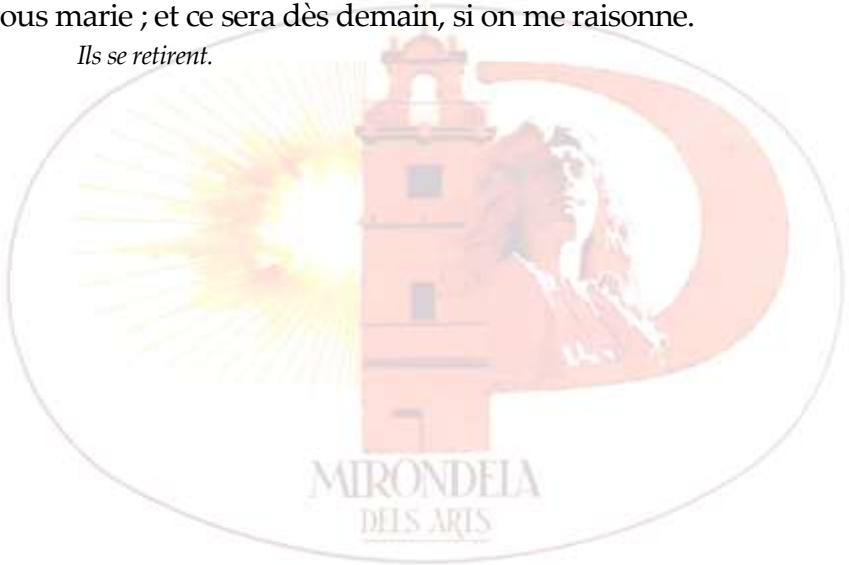 ous marie ; et ce sera dès demain, si on me raisonne.
Ils se retirent.
MIRONDELA
DELS ARTS